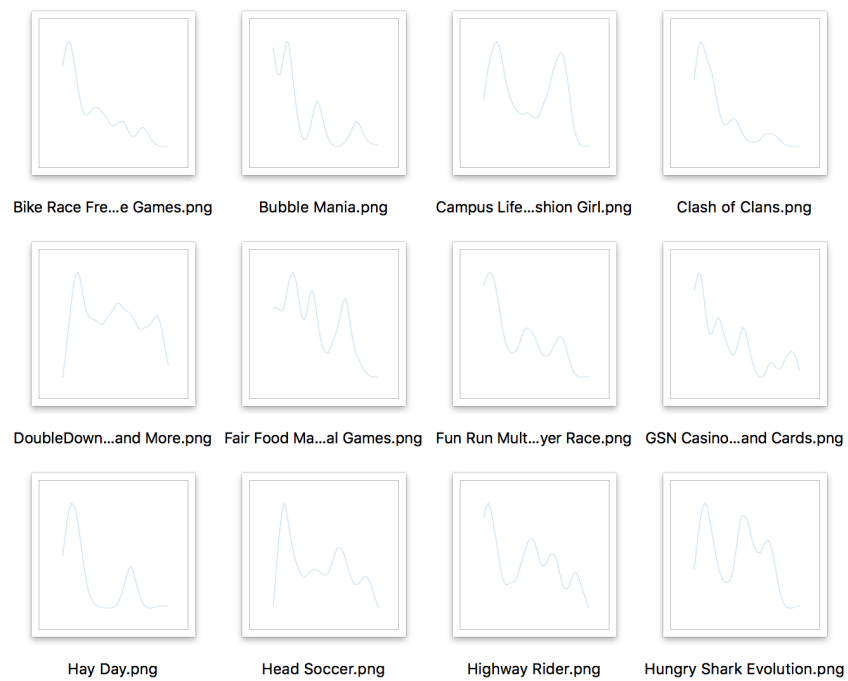 Bike Race Fre...e Games.png
Bubble Mania.png
Campus Life...shion Girl.png
Clash of Clans.png
DoubleDown...and More.png
Fair Food Ma...al Games.png
Fun Run Mult...yer Race.png
GSN Casino...and Cards.png
Hay Day.png
Head Soccer.png
Highway Rider.png
Hungry Shark Evolution.png